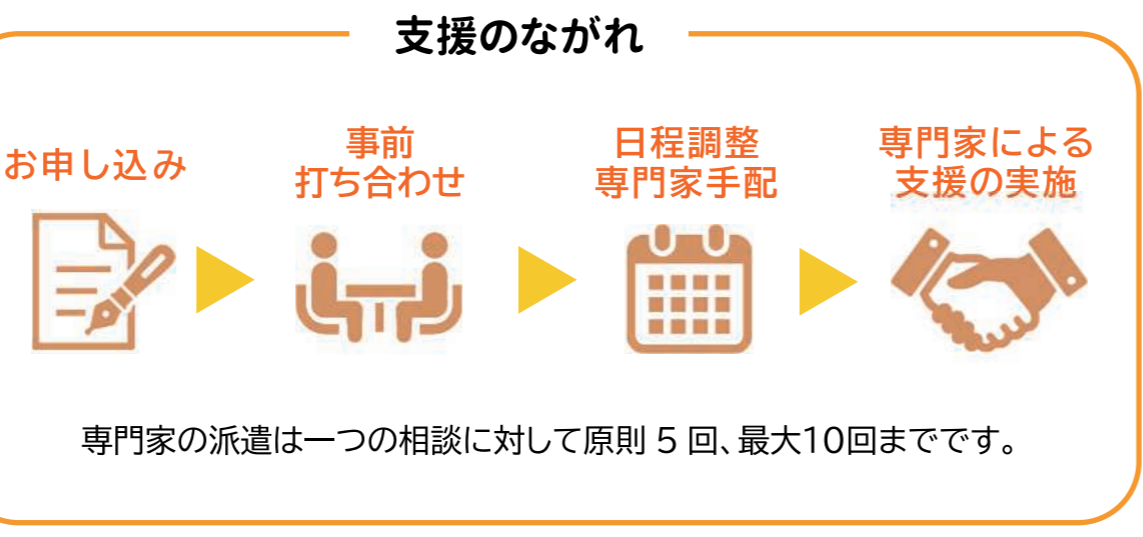 支援のながれ
お申し込み
事前
打ち合わせ
日程調整
専門家手配
専門家による
支援の実施
専門家の派遣は一つの相談に対して原則 5 回、最大10回までです。